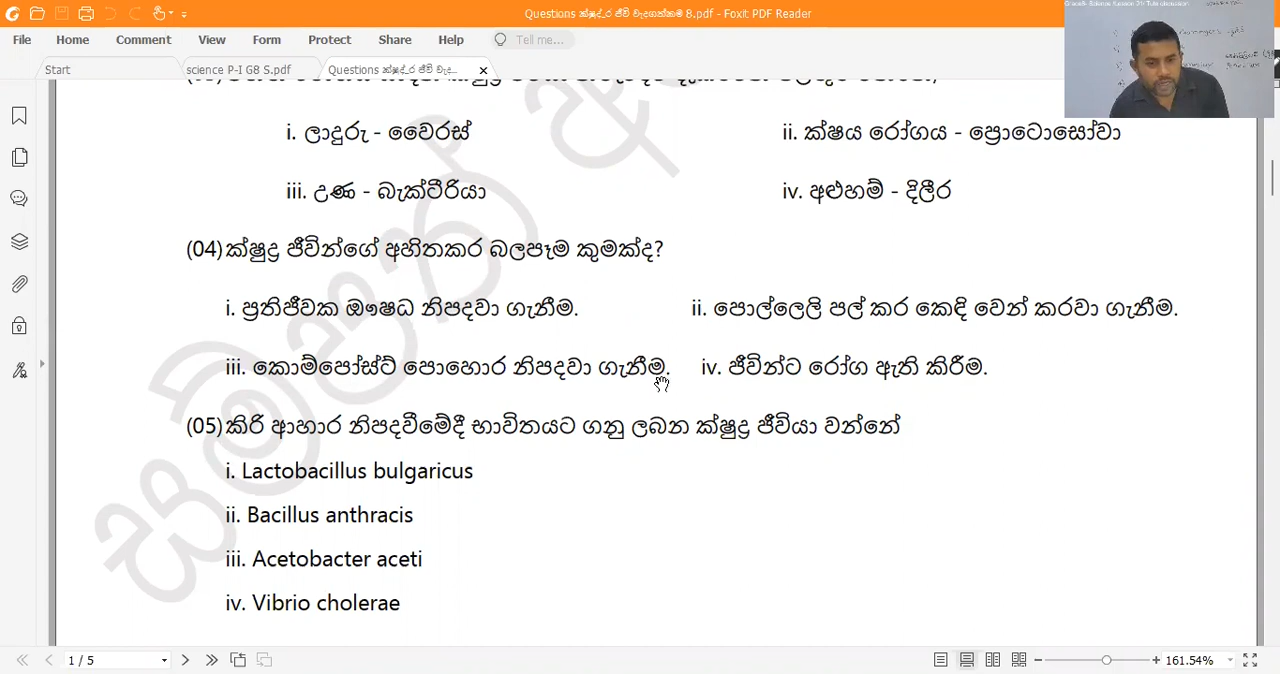 Questions ක්ෂුද්‍ර ජීවී වැදගත්කම 8.pdf - Foxit PDF Reader
File Home Comment View Form Protect Share Help Tell me...
Start science P-I G8 S.pdf Questions ක්ෂුද්‍ර ජීවී වැද...
i. ලාදුරු - වෛරස් ii. ක්ෂය රෝගය - ප්‍රොටොසෝවා
iii. උණ - බැක්ටීරියා iv. අළුහම් - දිලීර
(04) ක්ෂුද්‍ර ජීවින්ගේ අහිතකර බලපෑම කුමක්ද?
i. ප්‍රතිජීවක ඖෂධ නිපදවා ගැනීම. ii. පොල්ලෙලි පල් කර කෙඳි වෙන් කරවා ගැනීම.
iii. කොම්පෝස්ට් පොහොර නිපදවා ගැනීම. iv. ජීවින්ට රෝග ඇති කිරීම.
(05) කිරි ආහාර නිපදවීමේදී භාවිතයට ගනු ලබන ක්ෂුද්‍ර ජීවියා වන්නේ
i. Lactobacillus bulgaricus
ii. Bacillus anthracis
iii. Acetobacter aceti
iv. Vibrio cholerae
1 / 5 161.54%